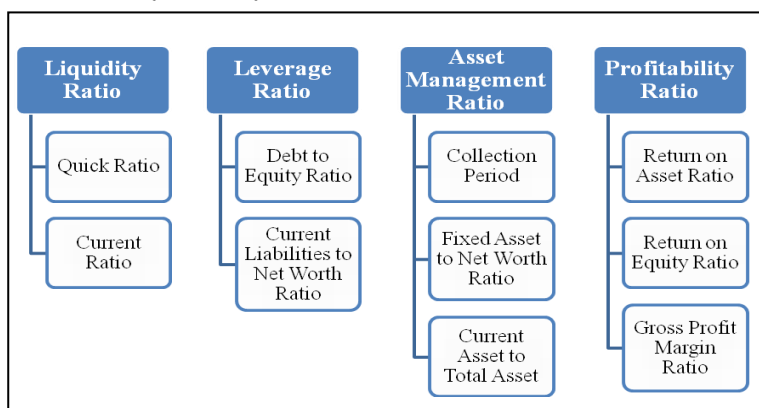 Liquidity
Ratio
Quick Ratio
Current
Ratio
Leverage
Ratio
Debt to
Equity Ratio
Current
Liabilities to
Net Worth
Ratio
Asset
Management
Ratio
Collection
Period
Fixed Asset
to Net Worth
Ratio
Current
Asset to
Total Asset
Profitability
Ratio
Return on
Asset Ratio
Return on
Equity Ratio
Gross Profit
Margin
Ratio